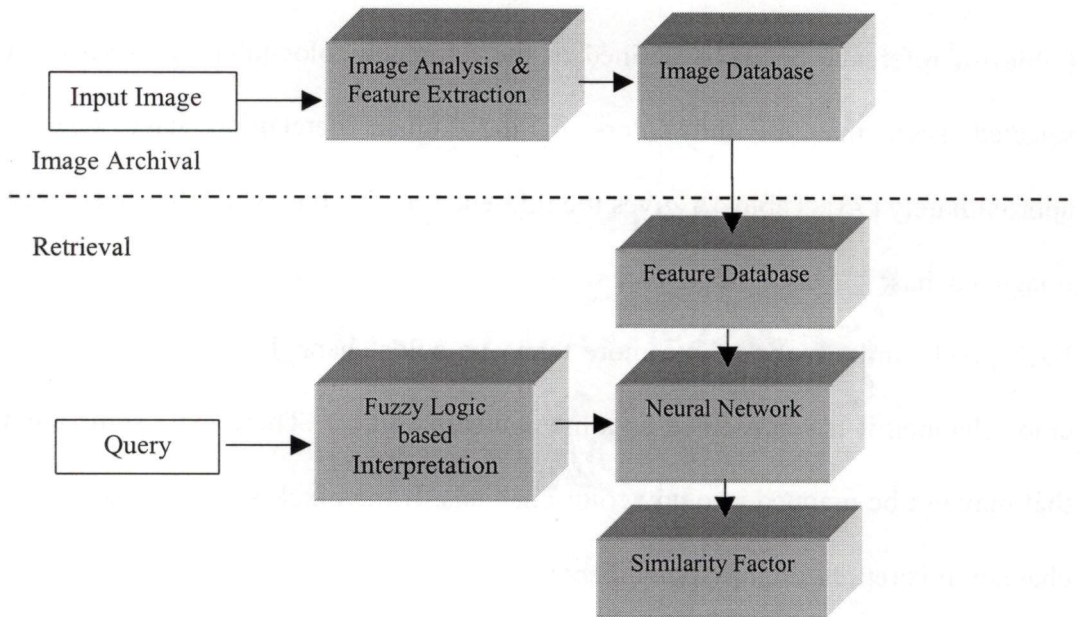 Input Image
Image Analysis &
Feature Extraction
Image Database
Image Archival
Retrieval
Feature Database
Query
Fuzzy Logic
based
Interpretation
Neural Network
Similarity Factor